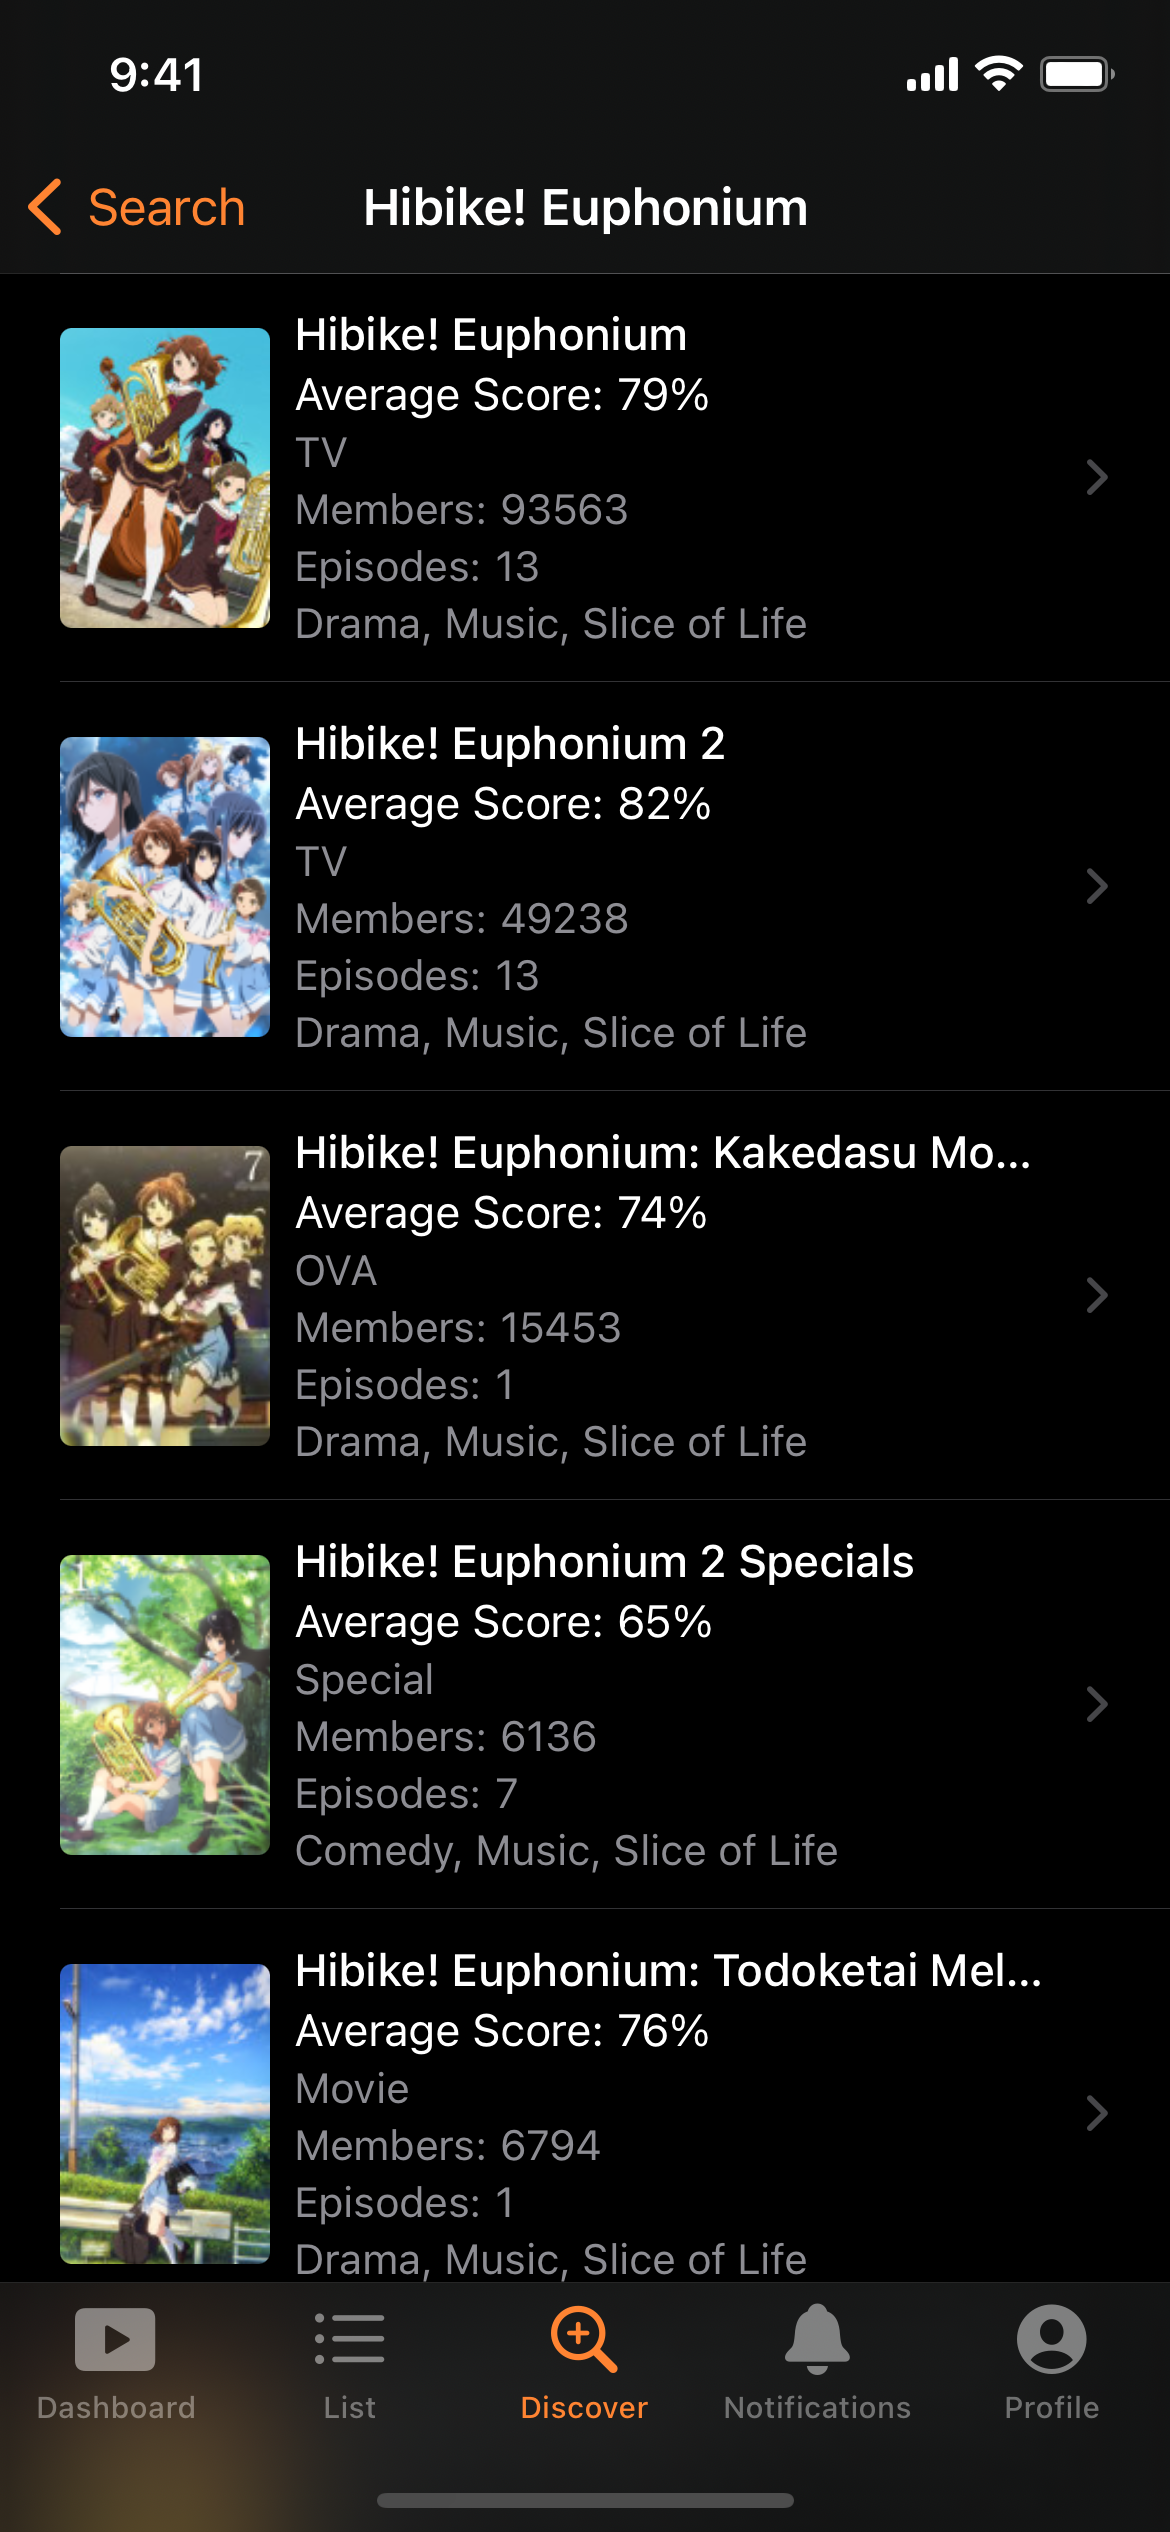 9:41
Search
Hibike! Euphonium
Hibike! Euphonium
Average Score: 79%
TV
Members: 93563
Episodes: 13
Drama, Music, Slice of Life
Hibike! Euphonium 2
Average Score: 82%
TV
Members: 49238
Episodes: 13
Drama, Music, Slice of Life
7
Hibike! Euphonium: Kakedasu Mo...
Average Score: 74%
OVA
Members: 15453
Episodes: 1
Drama, Music, Slice of Life
1
Hibike! Euphonium 2 Specials
Average Score: 65%
Special
Members: 6136
Episodes: 7
Comedy, Music, Slice of Life
Hibike! Euphonium: Todoketai Mel...
Average Score: 76%
Movie
Members: 6794
Episodes: 1
Drama, Music, Slice of Life
Dashboard
List
Discover
Notifications
Profile